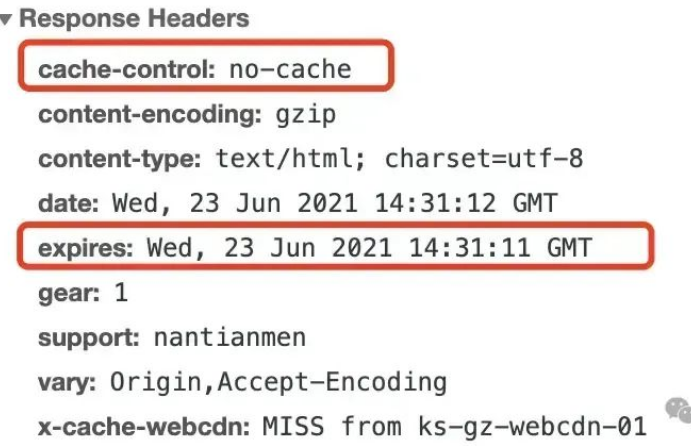 ▼ Response Headers
cache-control: no-cache
content-encoding: gzip
content-type: text/html; charset=utf-8
date: Wed, 23 Jun 2021 14:31:12 GMT
expires: Wed, 23 Jun 2021 14:31:11 GMT
gear: 1
support: nantianmen
vary: Origin,Accept-Encoding
x-cache-webcdn: MISS from ks-gz-webcdn-01